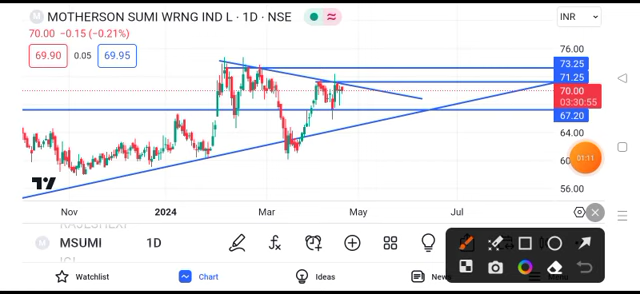 M MOTHERSON SUMI WRNG IND L · 1D · NSE
INR
70.00 −0.15 (−0.21%)
69.90 0.05 69.95
76.00
73.25
71.25
70.00
03:30:55
67.20
64.00
60
56.00
01:11
Nov 2024 Mar May Jul
M MSUMI 1D
Watchlist Chart Ideas News